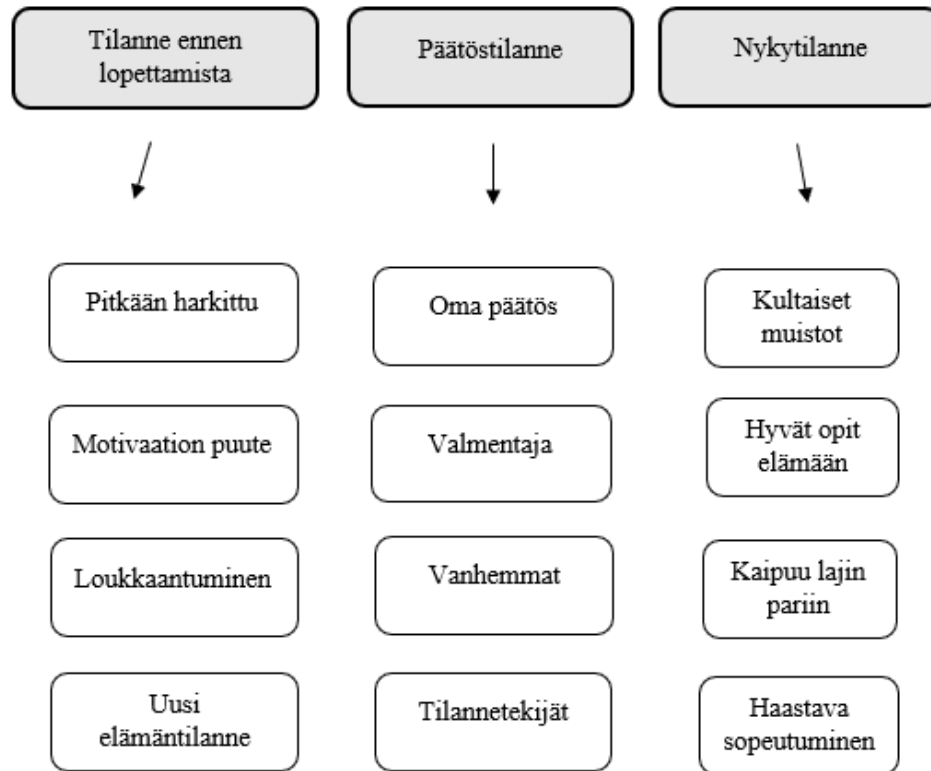 Tilanne ennen
lopettamista
Päätöstilanne
Nykytilanne
Pitkään harkittu
Oma päätös
Kultaiset
muistot
Motivaation puute
Valmentaja
Hyvät opit
elämään
Loukkaantuminen
Vanhemmat
Kaipuu lajin
pariin
Uusi
elämäntilanne
Tilannetekijät
Haastava
sopeutuminen